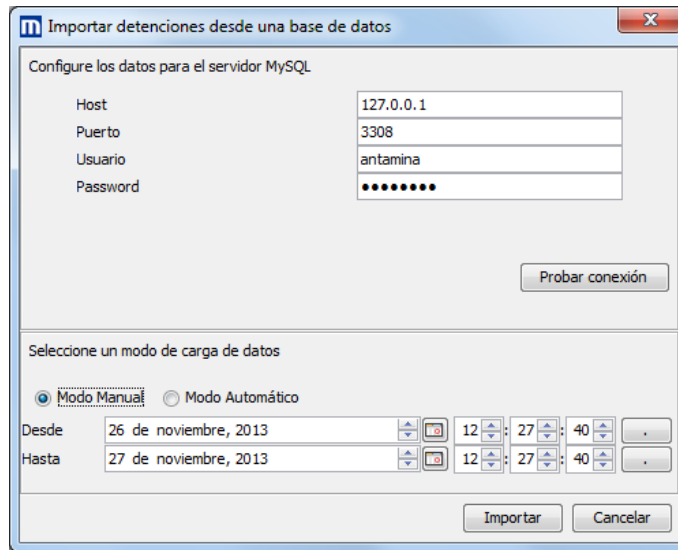 m Importar detenciones desde una base de datos x
Configure los datos para el servidor MySQL
Host 127.0.0.1
Puerto 3308
Usuario antamina
Password ••••••••
Probar conexión
Seleccione un modo de carga de datos
Modo Manual Modo Automático
Desde 26 de noviembre, 2013 12 : 27 : 40 .
Hasta 27 de noviembre, 2013 12 : 27 : 40 .
Importar Cancelar